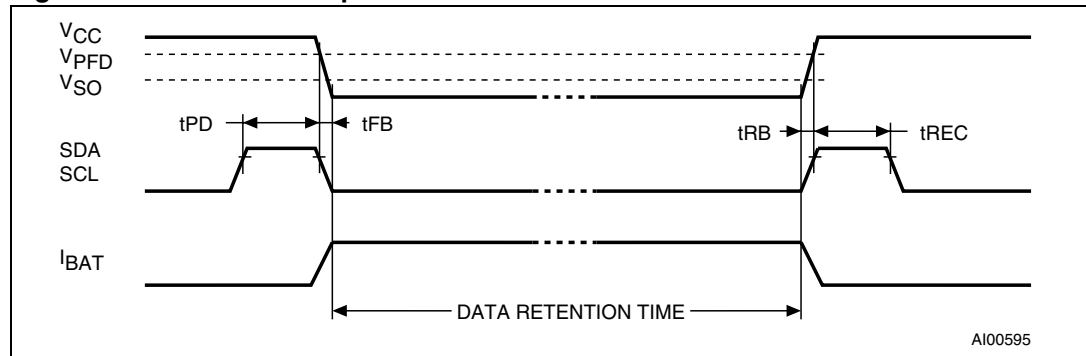 VCC
VPFD
VSO
tPD
tFB
tRB
tREC
SDA
SCL
IBAT
DATA RETENTION TIME
AI00595